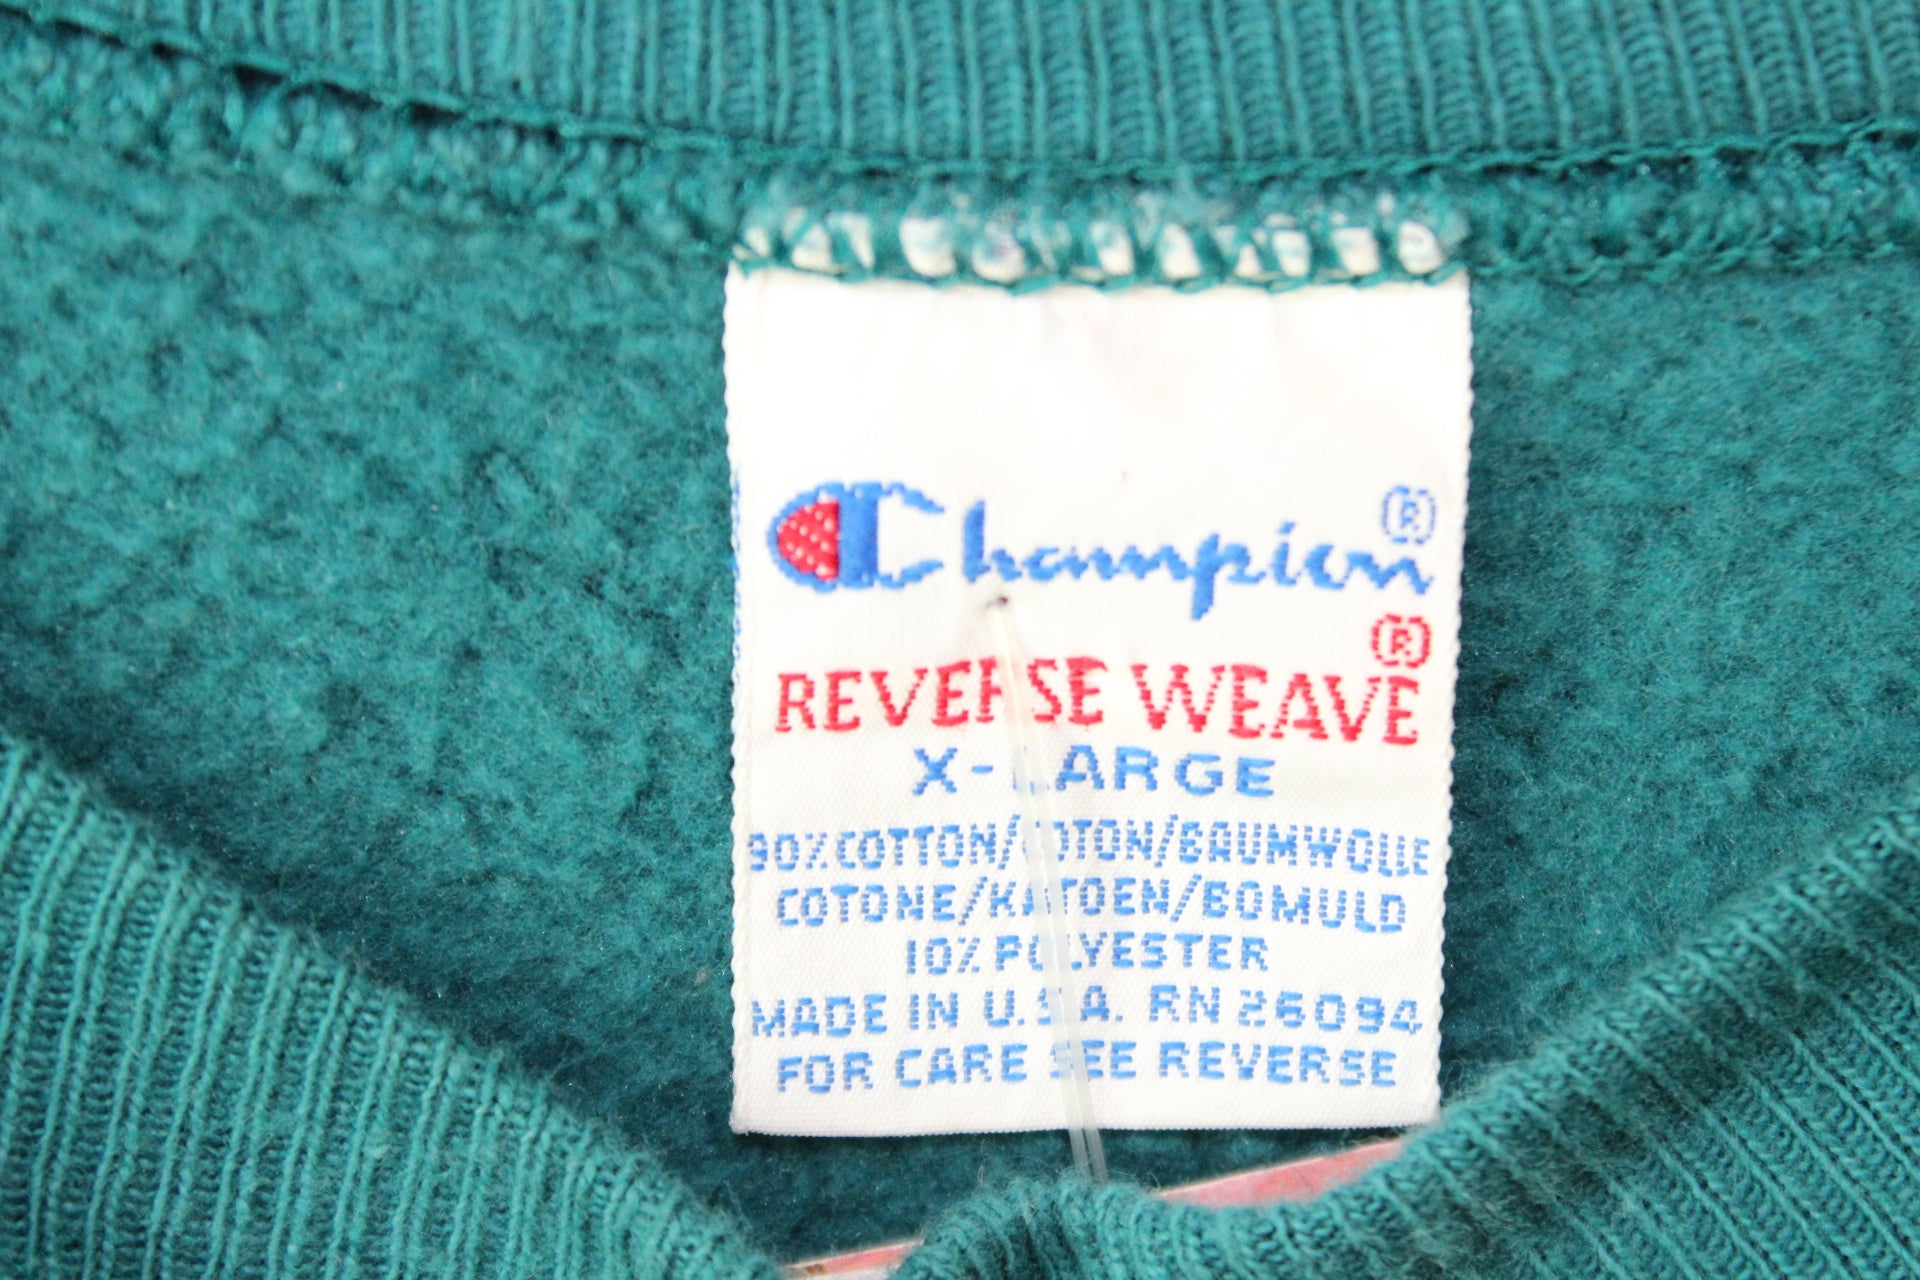 Champion®
REVERSE WEAVE®
X-LARGE
90% COTTON/COTON/BAUMWOLLE
COTONE/KATOEN/BOMULD
10% POLYESTER
MADE IN U.S.A. RN 26094
FOR CARE SEE REVERSE